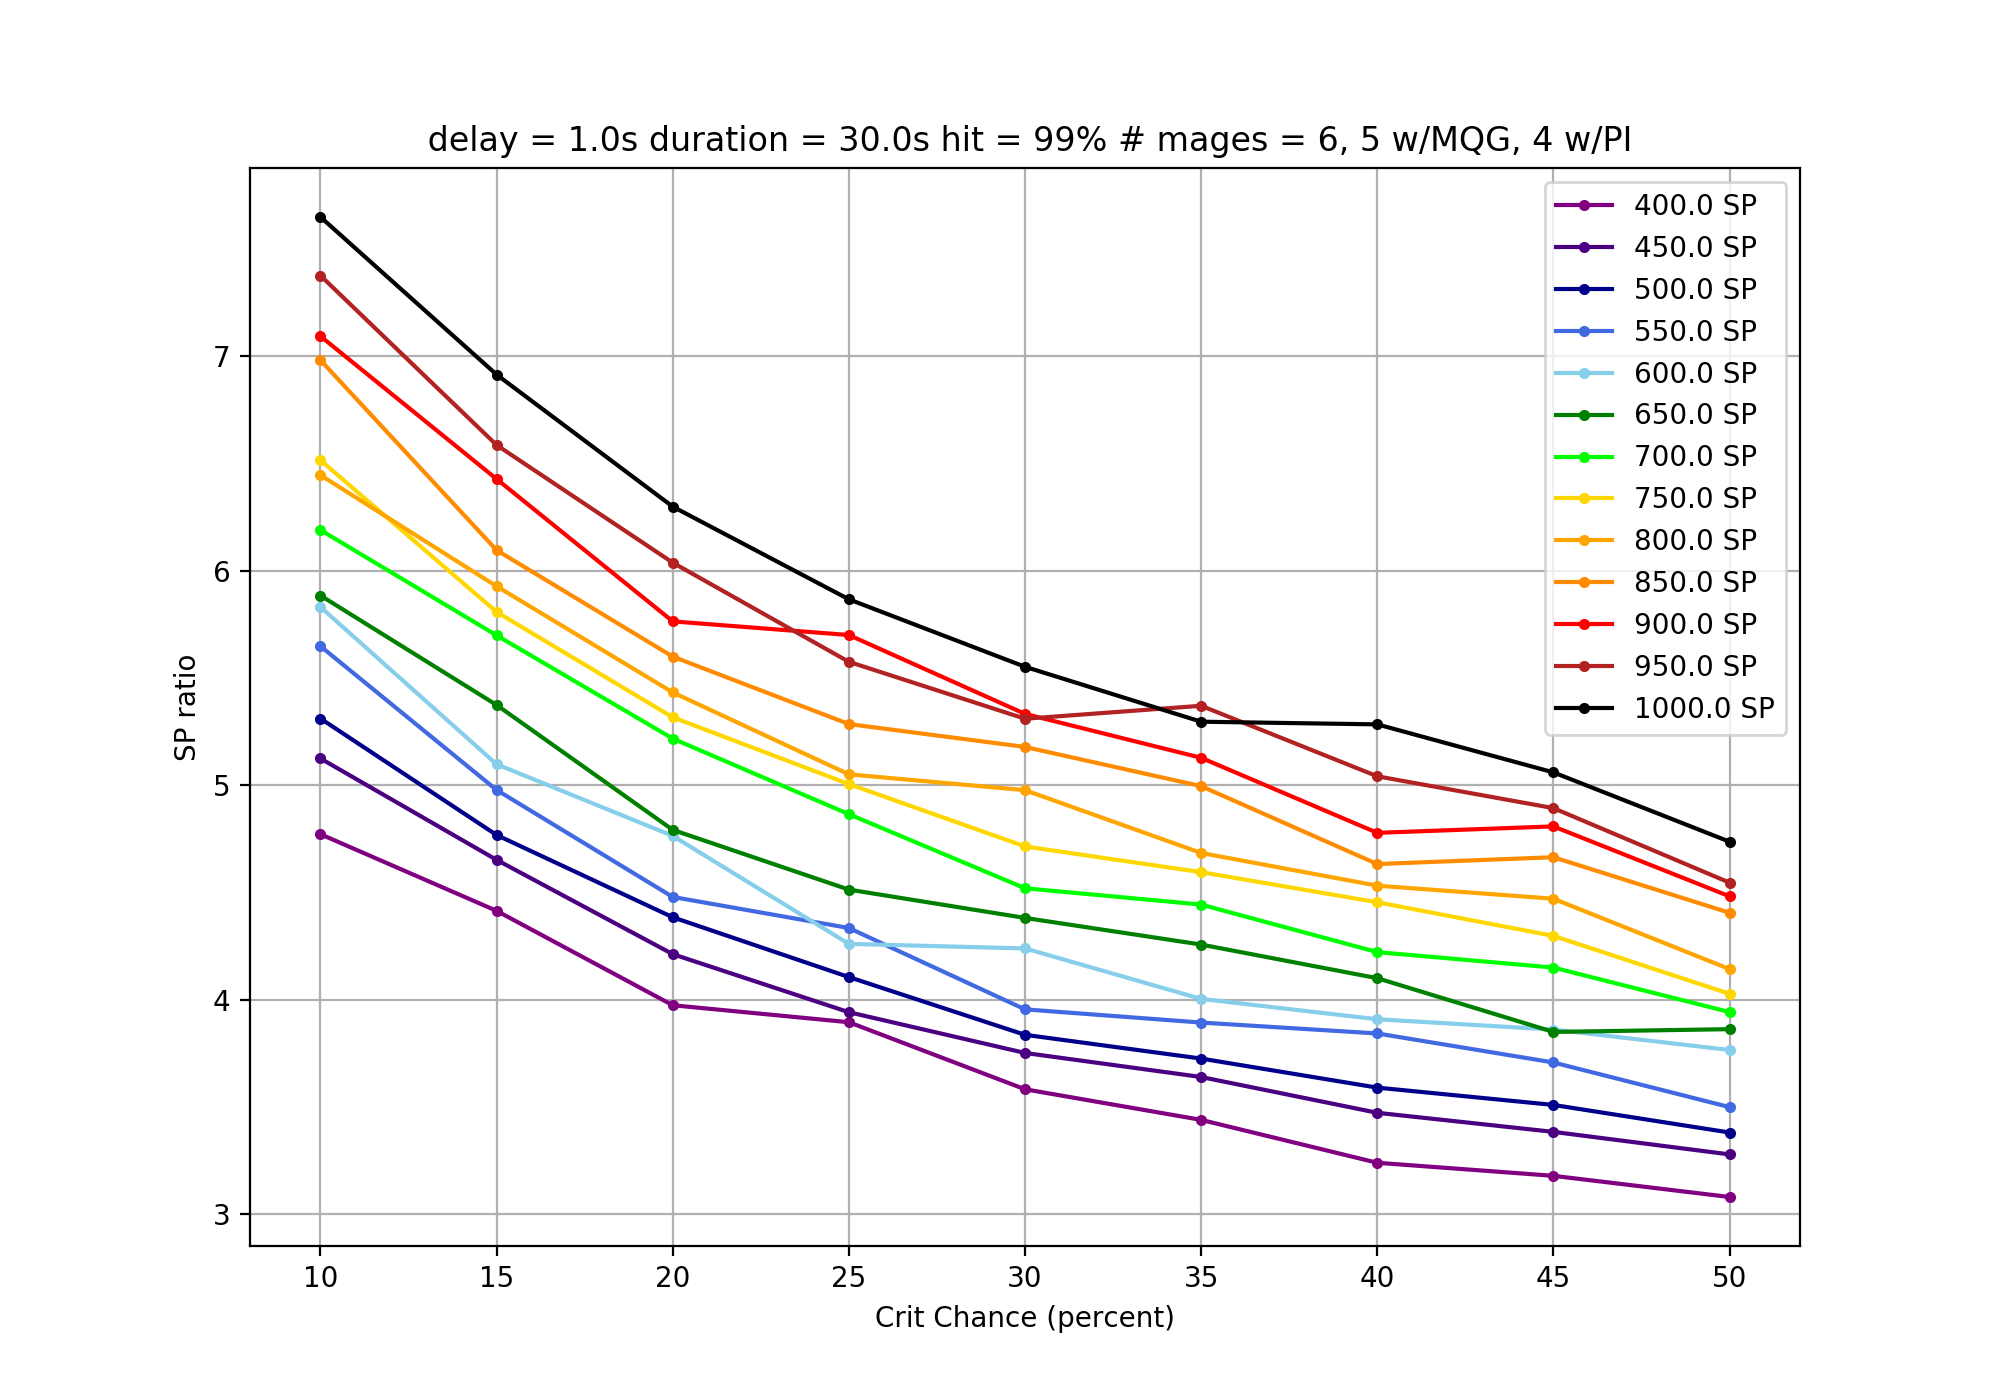 delay = 1.0s duration = 30.0s hit = 99% # mages = 6, 5 w/MQG, 4 w/PI
400.0 SP
450.0 SP
500.0 SP
550.0 SP
600.0 SP
650.0 SP
700.0 SP
750.0 SP
800.0 SP
850.0 SP
900.0 SP
950.0 SP
1000.0 SP
SP ratio
7
6
5
4
3
10 15 20 25 30 35 40 45 50
Crit Chance (percent)